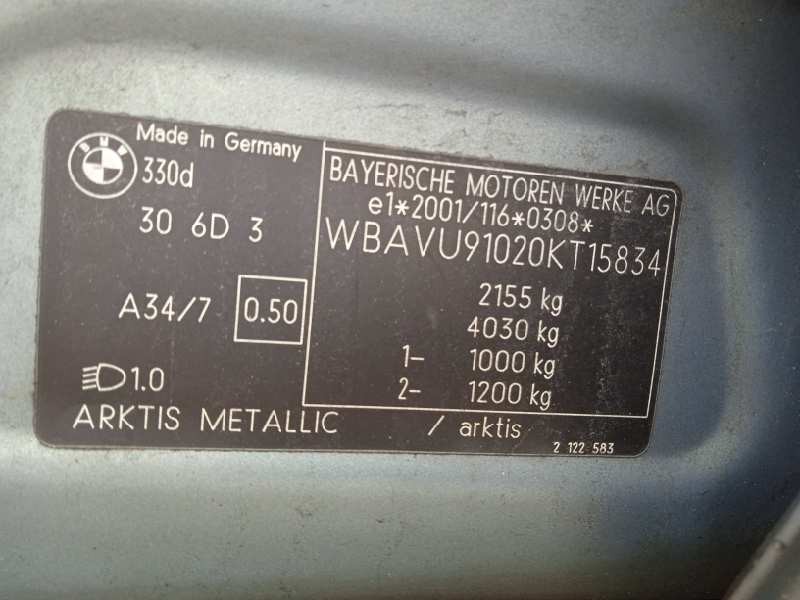 BMW
Made in Germany
330d
30 6D 3
A34/7 0.50
1.0
ARKTIS METALLIC / arktis
BAYERISCHE MOTOREN WERKE AG
e1*2001/116*0308*
WBAVU91020KT15834
2155 kg
4030 kg
1- 1000 kg
2- 1200 kg
2 122 583